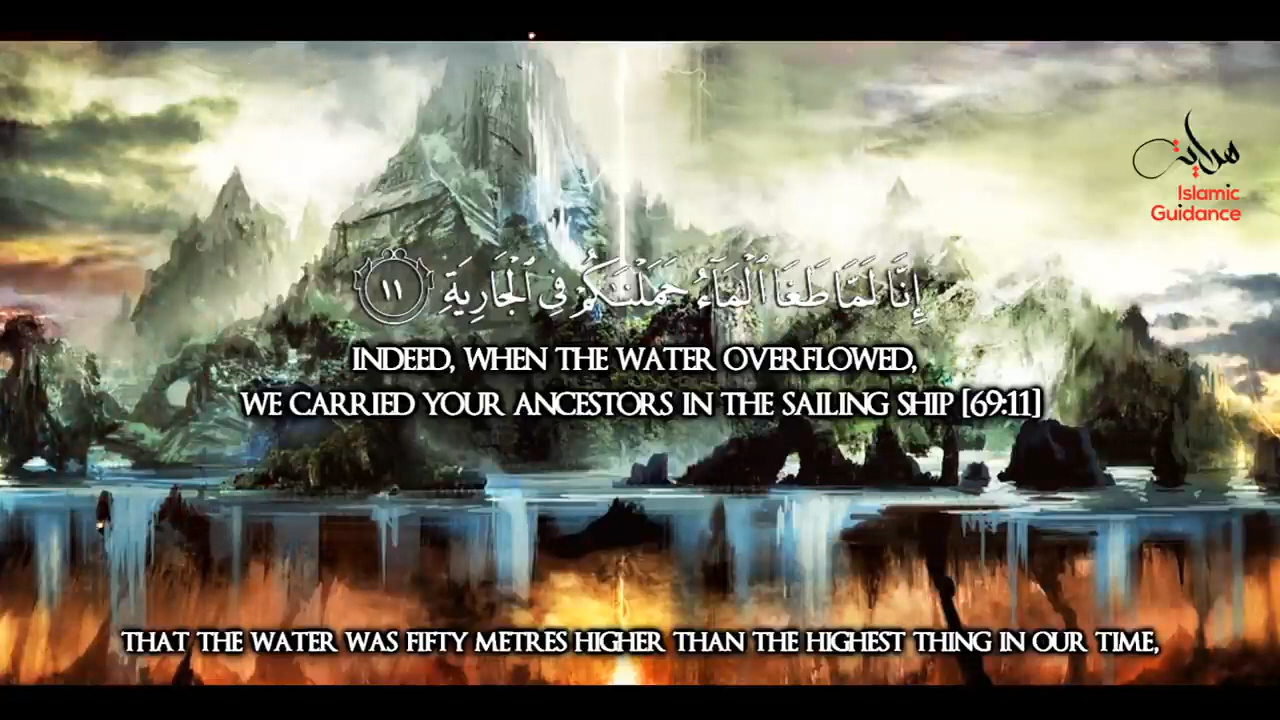 هداية
Islamic
Guidance
إِنَّا لَمَّا طَغَا ٱلْمَآءُ حَمَلْنَٰكُمْ فِى ٱلْجَارِيَةِ ١١
INDEED, WHEN THE WATER OVERFLOWED,
WE CARRIED YOUR ANCESTORS IN THE SAILING SHIP [69:11]
THAT THE WATER WAS FIFTY METRES HIGHER THAN THE HIGHEST THING IN OUR TIME,